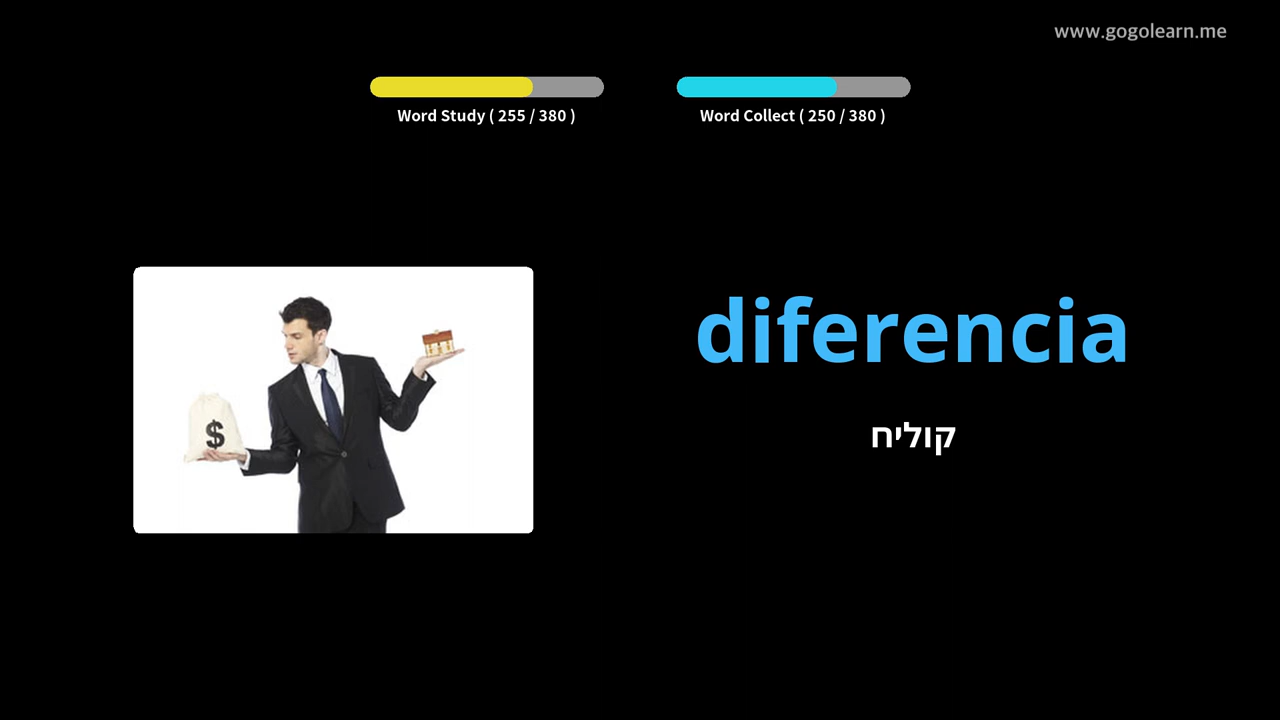 www.gogolearn.me
Word Study ( 255 / 380 )
Word Collect ( 250 / 380 )
diferencia
קוליח
$